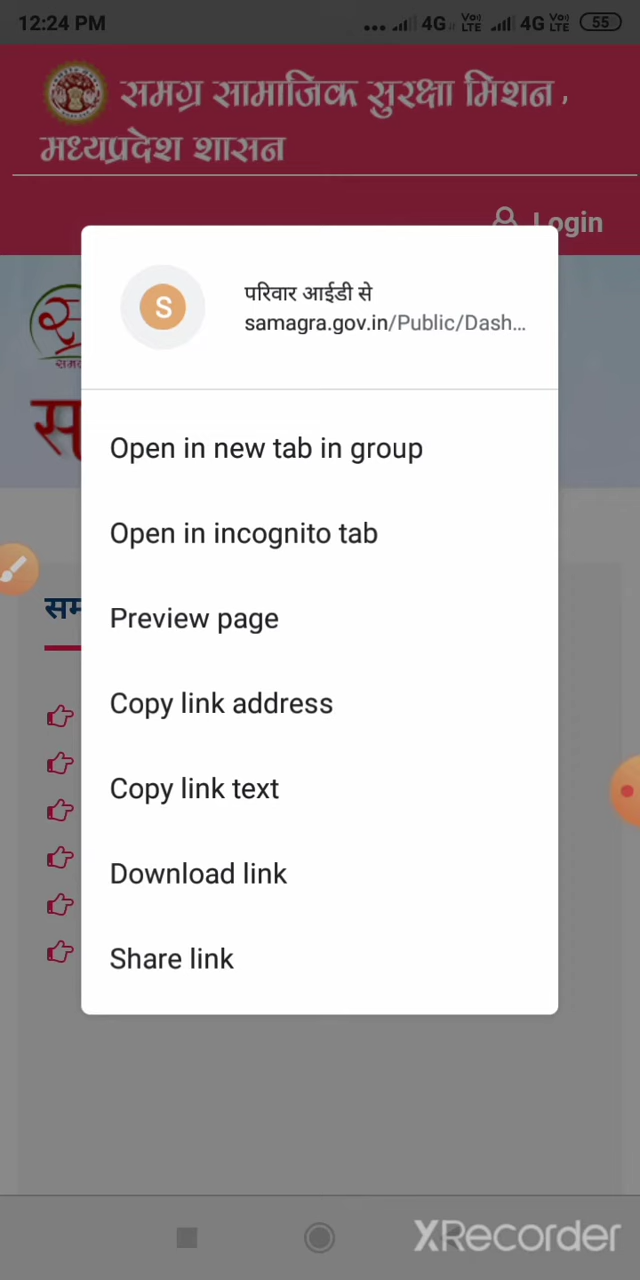 12:24 PM 4G Vo) LTE 4G Vo) LTE 55
समग्र सामाजिक सुरक्षा मिशन ,
मध्यप्रदेश शासन
Login
S
परिवार आईडी से
samagra.gov.in/Public/Dash...
Open in new tab in group
Open in incognito tab
Preview page
Copy link address
Copy link text
Download link
Share link
XRecorder